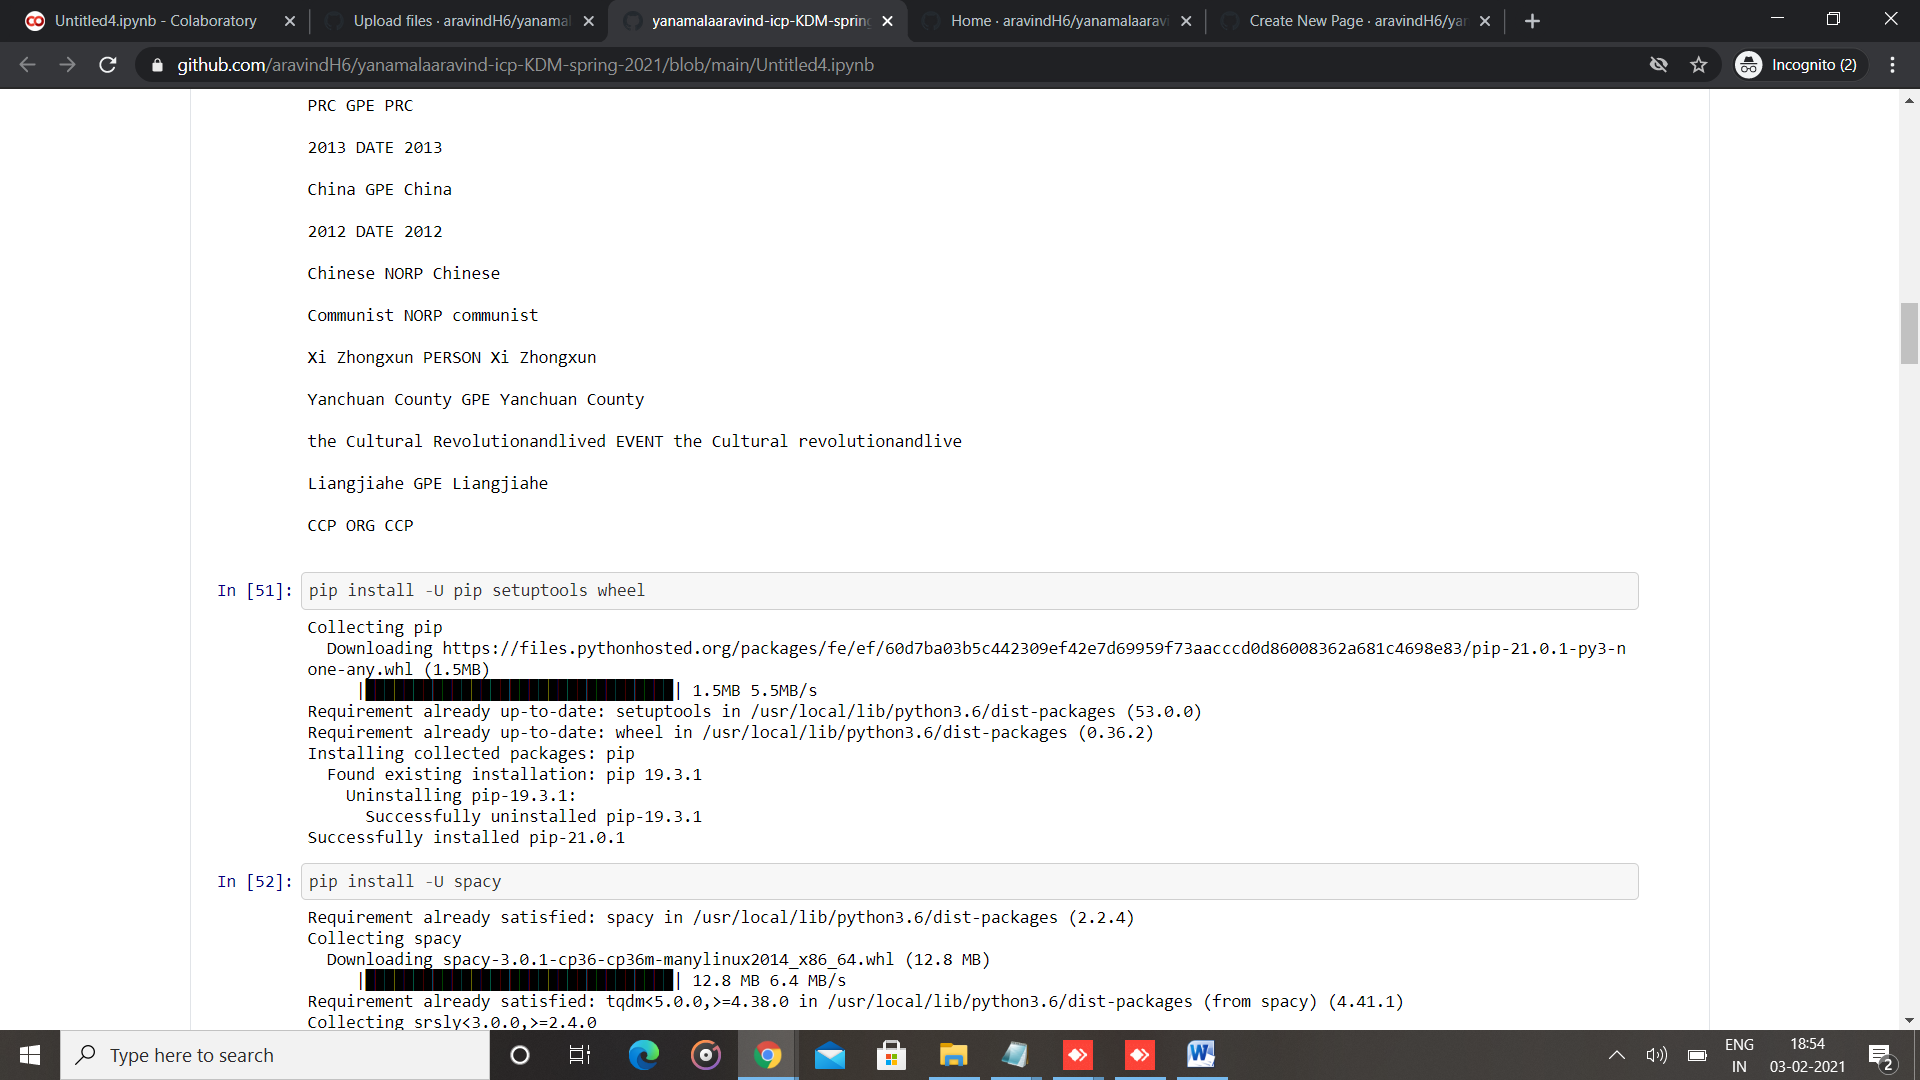 Untitled4.ipynb - Colaboratory
Upload files · aravindH6/yanamal
yanamalaaravind-icp-KDM-spring
Home · aravindH6/yanamalaarav
Create New Page · aravindH6/yar
github.com/aravindH6/yanamalaaravind-icp-KDM-spring-2021/blob/main/Untitled4.ipynb
Incognito (2)
PRC GPE PRC
2013 DATE 2013
China GPE China
2012 DATE 2012
Chinese NORP Chinese
Communist NORP communist
Xi Zhongxun PERSON Xi Zhongxun
Yanchuan County GPE Yanchuan County
the Cultural Revolutionandlived EVENT the Cultural revolutionandlive
Liangjiahe GPE Liangjiahe
CCP ORG CCP
In [51]: pip install -U pip setuptools wheel
Collecting pip
Downloading https://files.pythonhosted.org/packages/fe/ef/60d7ba03b5c442309ef42e7d69959f73aacccd0d86008362a681c4698e83/pip-21.0.1-py3-n
one-any.whl (1.5MB)
| | 1.5MB 5.5MB/s
Requirement already up-to-date: setuptools in /usr/local/lib/python3.6/dist-packages (53.0.0)
Requirement already up-to-date: wheel in /usr/local/lib/python3.6/dist-packages (0.36.2)
Installing collected packages: pip
Found existing installation: pip 19.3.1
Uninstalling pip-19.3.1:
Successfully uninstalled pip-19.3.1
Successfully installed pip-21.0.1
In [52]: pip install -U spacy
Requirement already satisfied: spacy in /usr/local/lib/python3.6/dist-packages (2.2.4)
Collecting spacy
Downloading spacy-3.0.1-cp36-cp36m-manylinux2014_x86_64.whl (12.8 MB)
| | 12.8 MB 6.4 MB/s
Requirement already satisfied: tqdm<5.0.0,>=4.38.0 in /usr/local/lib/python3.6/dist-packages (from spacy) (4.41.1)
Collecting srsly<3.0.0,>=2.4.0
Type here to search
ENG
IN
18:54
03-02-2021
2